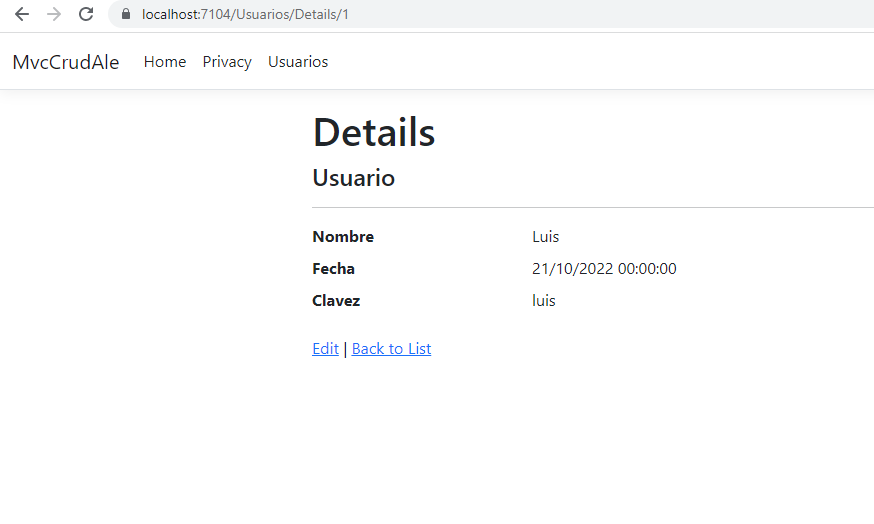 localhost:7104/Usuarios/Details/1
MvcCrudAle Home Privacy Usuarios
Details
Usuario
Nombre Luis
Fecha 21/10/2022 00:00:00
Clavez luis
Edit | Back to List